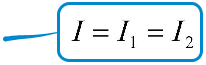 I = I₁ = I₂